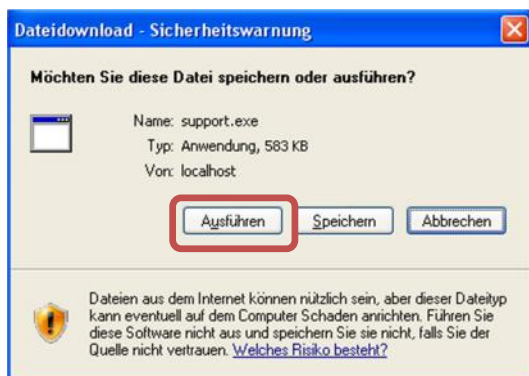 Dateidownload - Sicherheitswarnung
Möchten Sie diese Datei speichern oder ausführen?
Name: support.exe
Typ: Anwendung, 583 KB
Von: localhost
Ausführen Speichern Abbrechen
Dateien aus dem Internet können nützlich sein, aber dieser Dateityp
kann eventuell auf dem Computer Schaden anrichten. Führen Sie
diese Software nicht aus und speichern Sie sie nicht, falls Sie der
Quelle nicht vertrauen. Welches Risiko besteht?